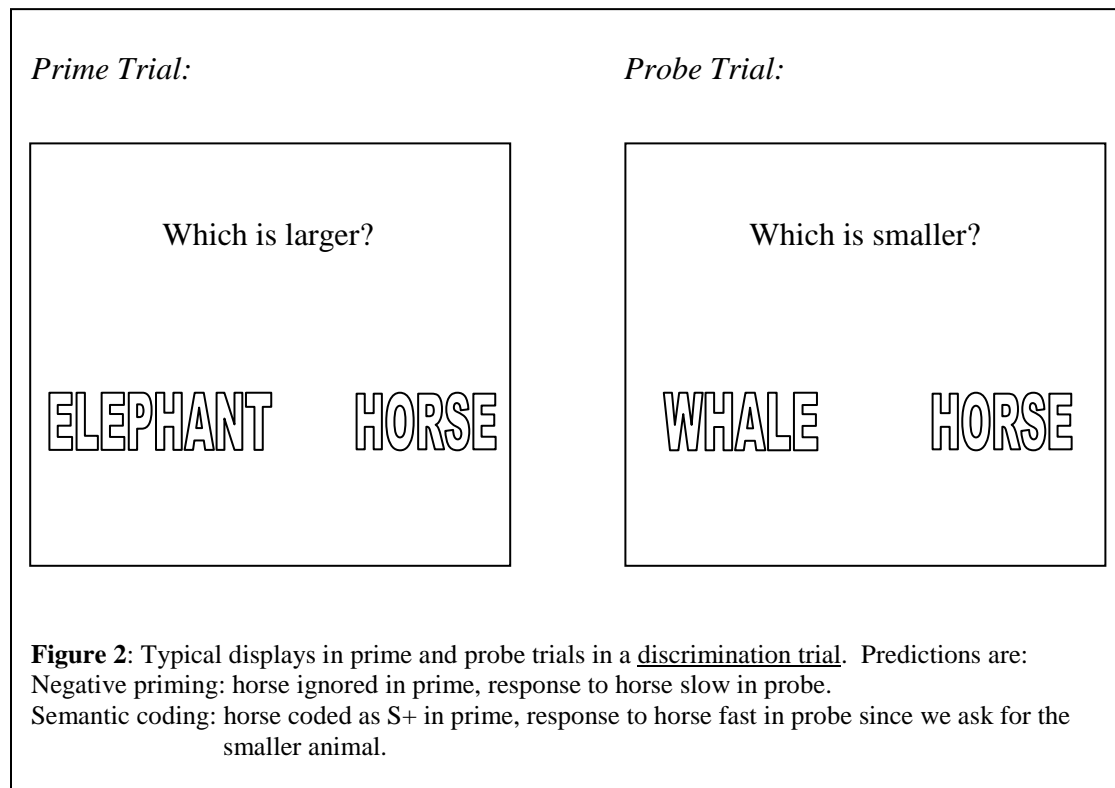 Prime Trial:
Probe Trial:
Which is larger?
ELEPHANT HORSE
Which is smaller?
WHALE HORSE
Figure 2: Typical displays in prime and probe trials in a discrimination trial. Predictions are:
Negative priming: horse ignored in prime, response to horse slow in probe.
Semantic coding: horse coded as S+ in prime, response to horse fast in probe since we ask for the
smaller animal.